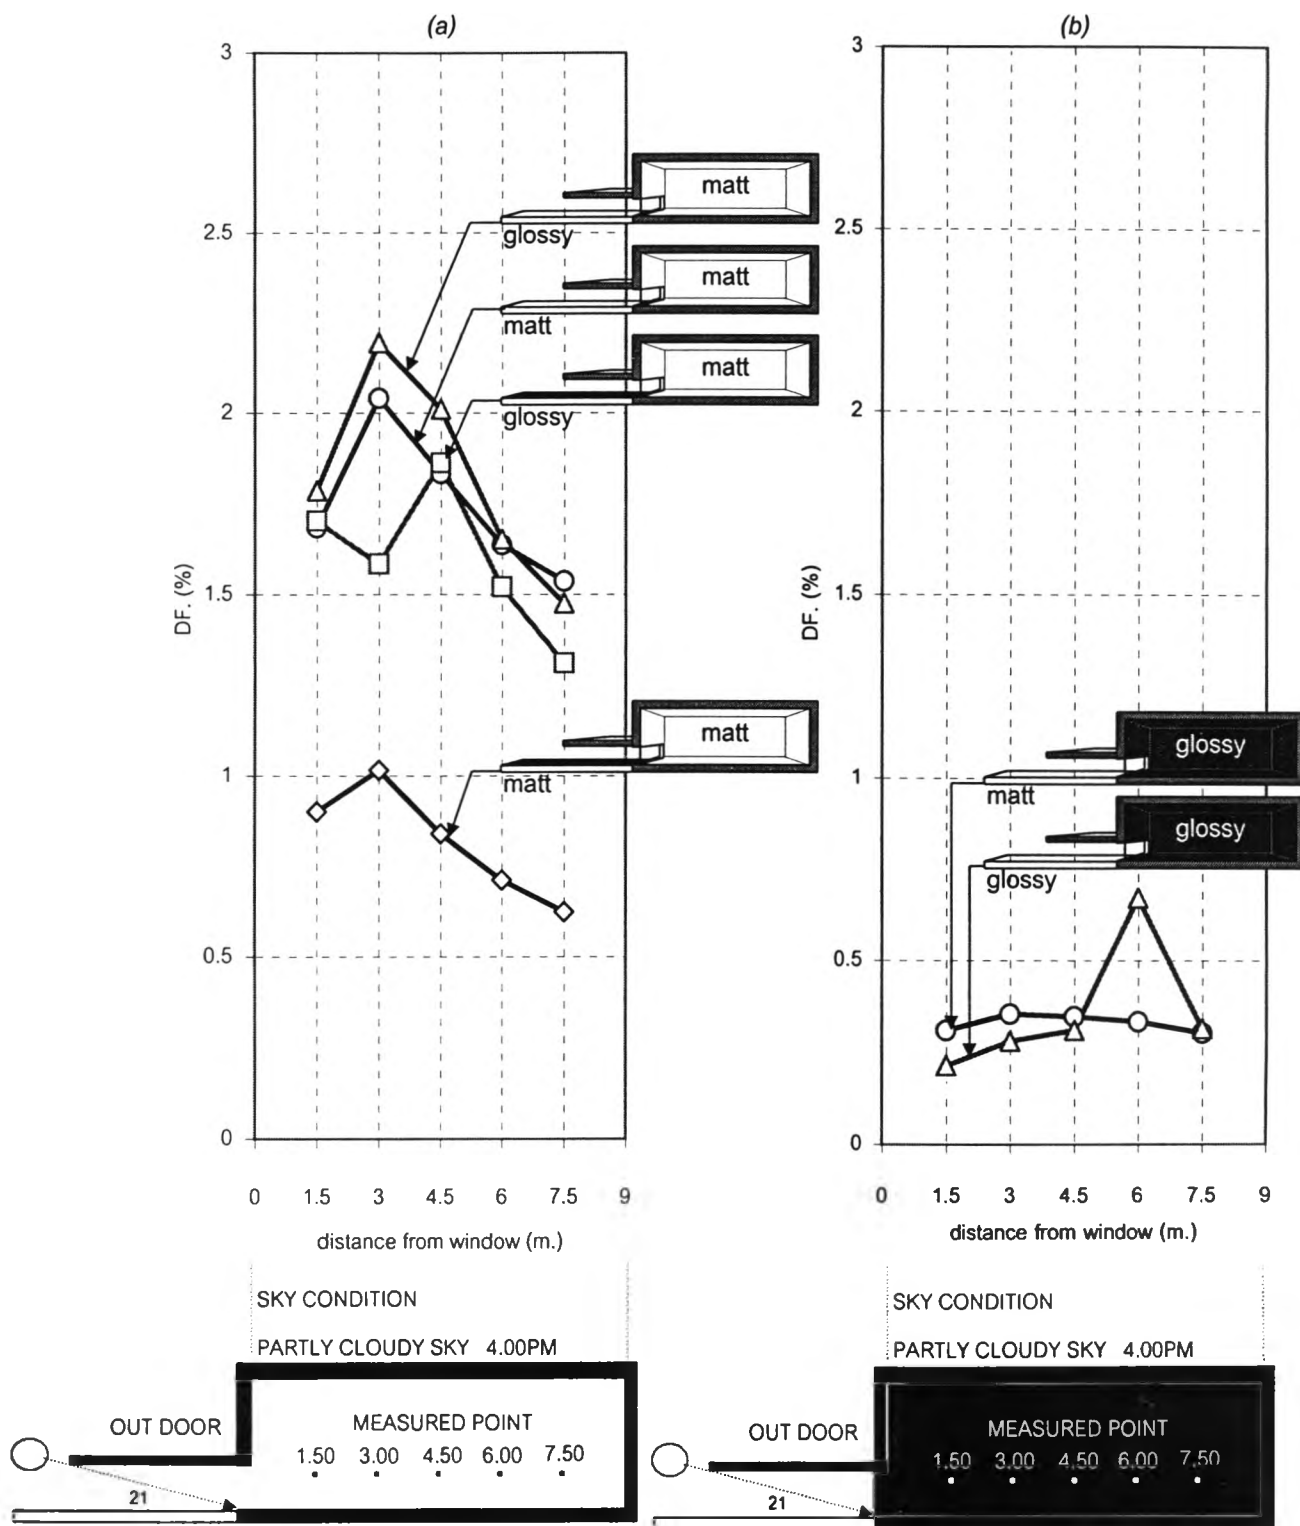 (a)
3
2.5
2
1.5
1
0.5
0
DF. (%)
matt
glossy
matt
matt
matt
glossy
matt
matt
0 1.5 3 4.5 6 7.5 9
distance from window (m.)
SKY CONDITION
PARTLY CLOUDY SKY 4.00PM
OUT DOOR
MEASURED POINT
1.50 3.00 4.50 6.00 7.50
21
(b)
3
2.5
2
1.5
1
0.5
0
DF. (%)
glossy
matt
glossy
glossy
0 1.5 3 4.5 6 7.5 9
distance from window (m.)
SKY CONDITION
PARTLY CLOUDY SKY 4.00PM
OUT DOOR
MEASURED POINT
1.50 3.00 4.50 6.00 7.50
21